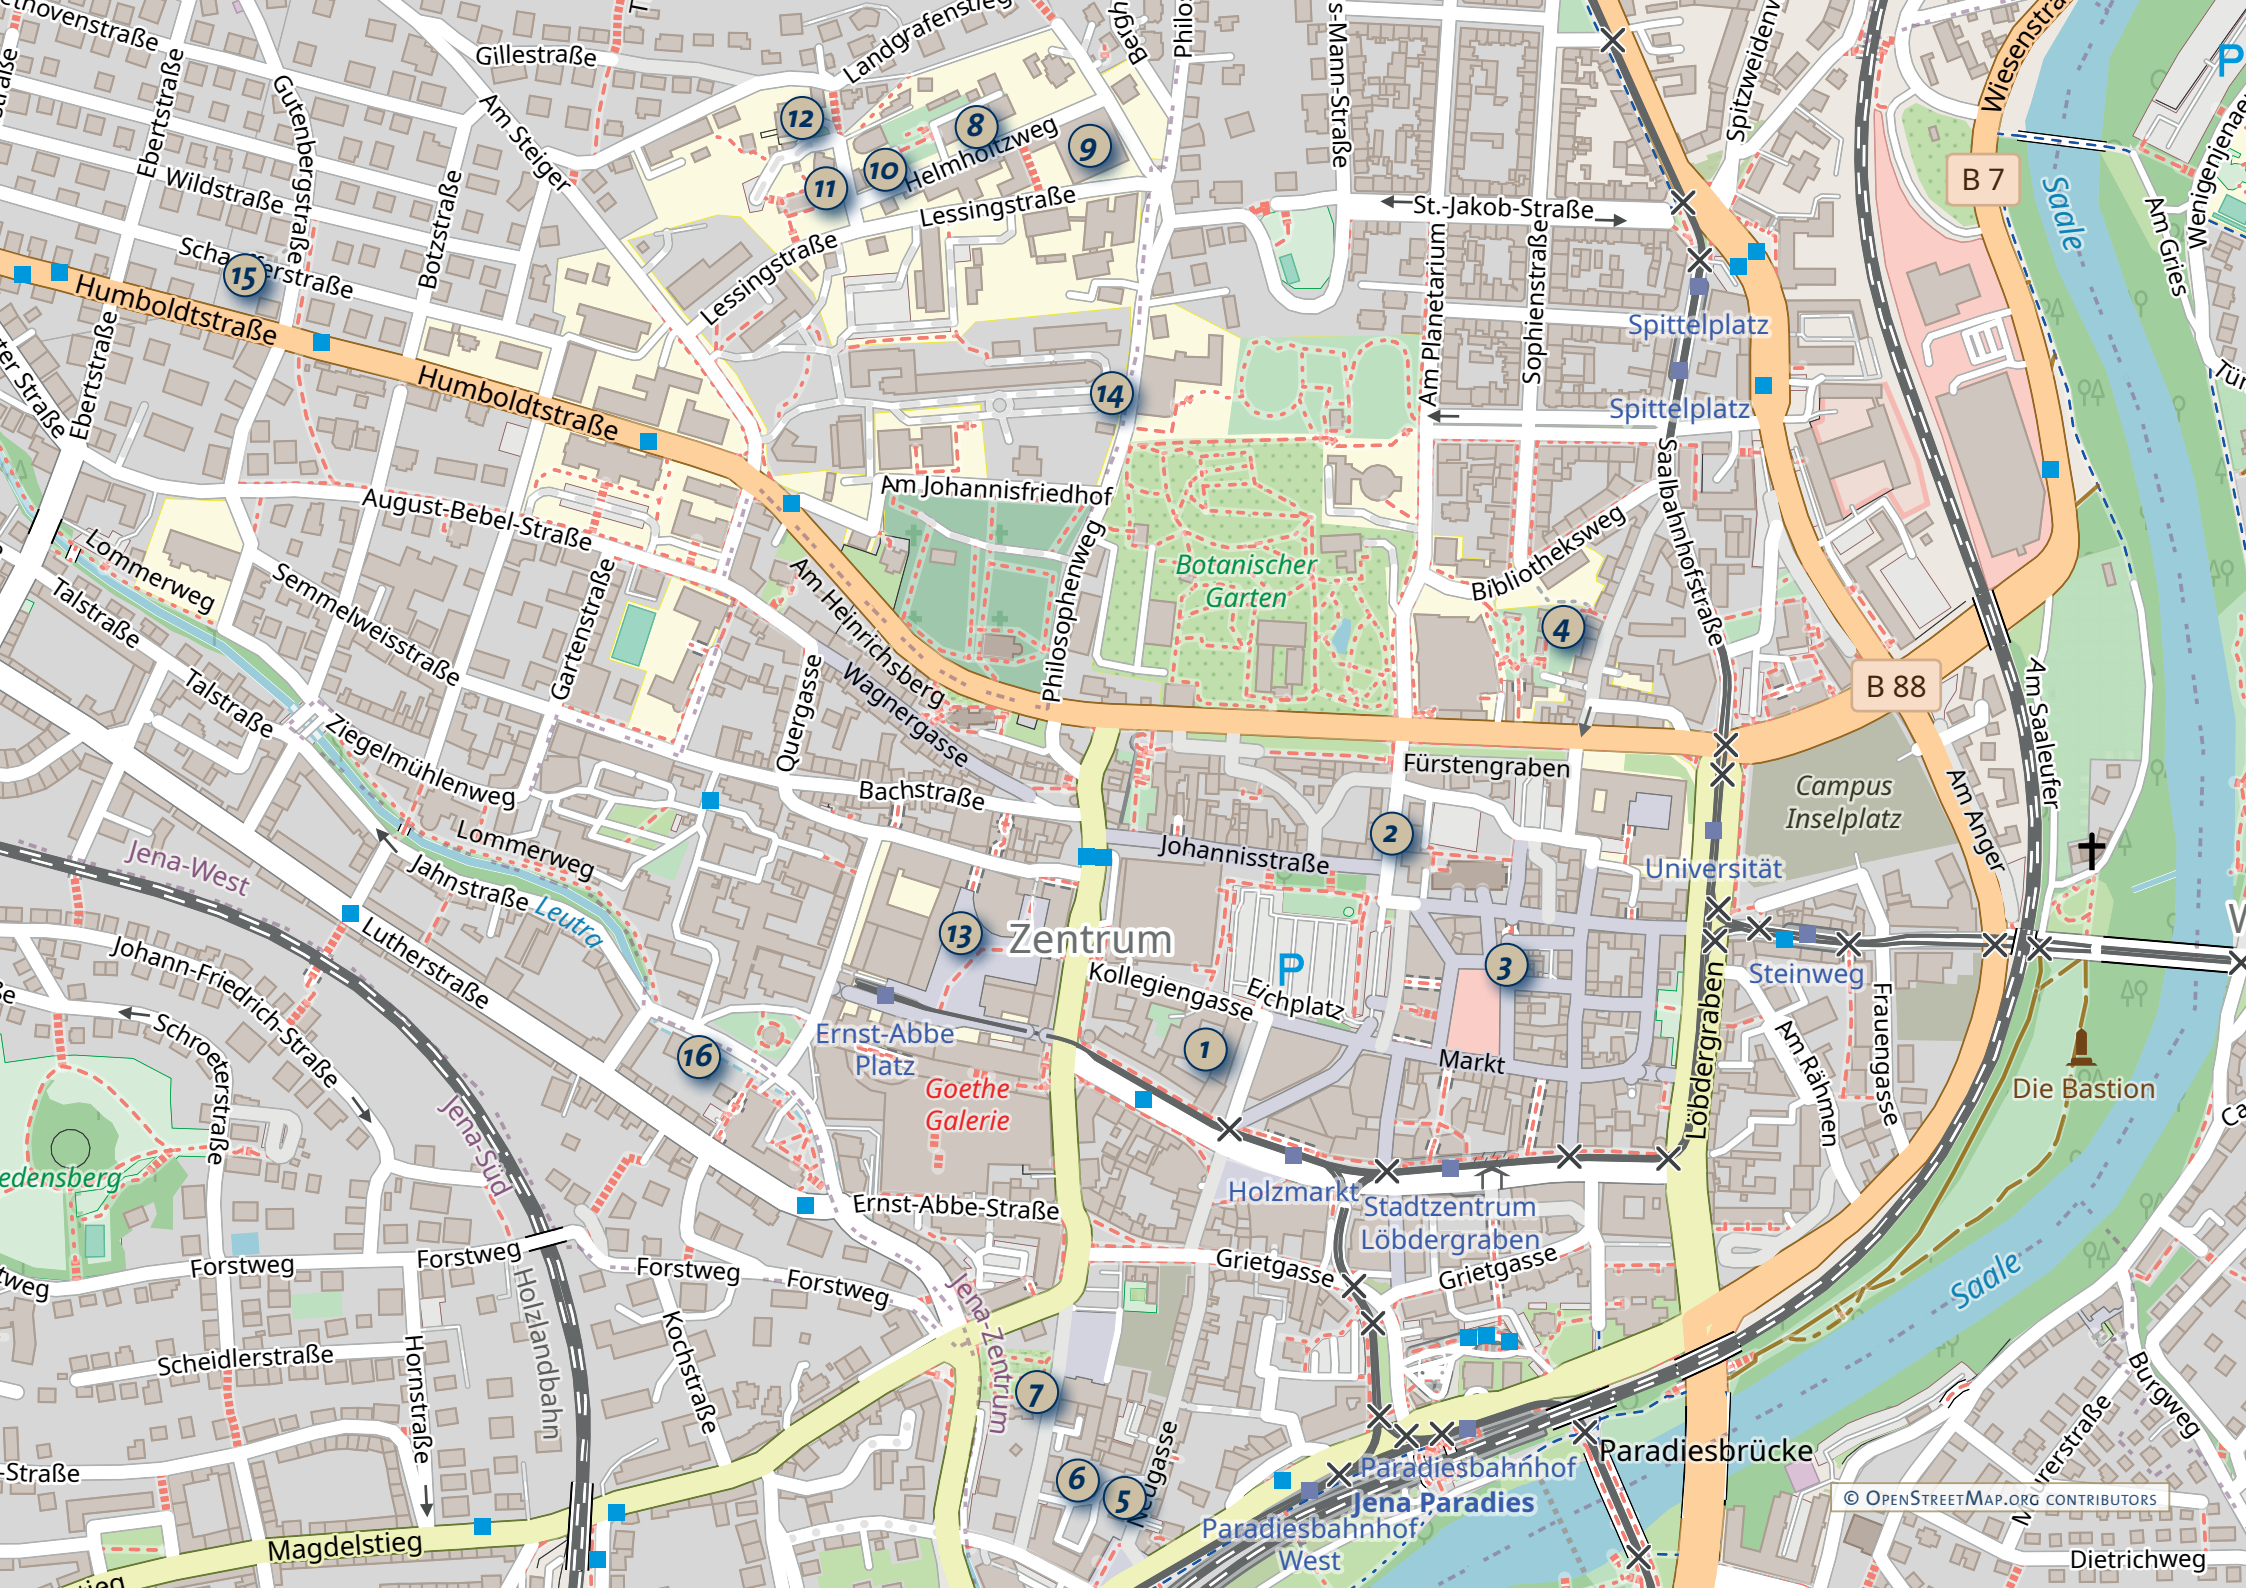 Gillestraße
Landgrafenstieg
Am Steiger
Ebertstraße
Gutenbergstraße
Wildstraße
Botzstraße
Humboldtstraße
Ebertstraße
Humboldtstraße
12
8
9
10
11
Helmholtzweg
Lessingstraße
Lessingstraße
15
14
St.-Jakob-Straße
Am Planetarium
Sophienstraße
Spittelplatz
Spittelplatz
B 7
Saale
Am Gries
August-Bebel-Straße
Am Johannisfriedhof
Philosophenweg
Botanischer
Garten
Bibliotheksweg
Saalbahnhofstraße
4
Lommerweg
Talstraße
Semmelweisstraße
Gartenstraße
Talstraße
Am Heinrichsberg
Wagnergasse
Quergasse
B 88
Am Saaleufer
Ziegelmühlenweg
Bachstraße
Fürstengraben
Campus
Inselplatz
Am Anger
Jena-West
Lommerweg
Jahnstraße
Leutra
Johannisstraße
2
Universität
Lutherstraße
13
Zentrum
Kollegiengasse
P
Eichplatz
3
Steinweg
Johann-Friedrich-Straße
Schroeterstraße
16
Ernst-Abbe
Platz
1
Markt
Löbdergraben
Am Rähmen
Frauengasse
Die Bastion
Goethe
Galerie
Jena-Süd
Ernst-Abbe-Straße
Holzmarkt
Stadtzentrum
Löbdergraben
Forstweg
Forstweg
Forstweg
Forstweg
Grietgasse
Grietgasse
Saale
Holzlandbahn
Jena-Zentrum
Scheidlerstraße
Hornstraße
Kochstraße
7
6
5
Paradiesbahnhof
Jena Paradies
Paradiesbahnhof
West
Paradiesbrücke
Burgweg
© OpenStreetMap.org contributors
Magdelstieg
Dietrichweg
P